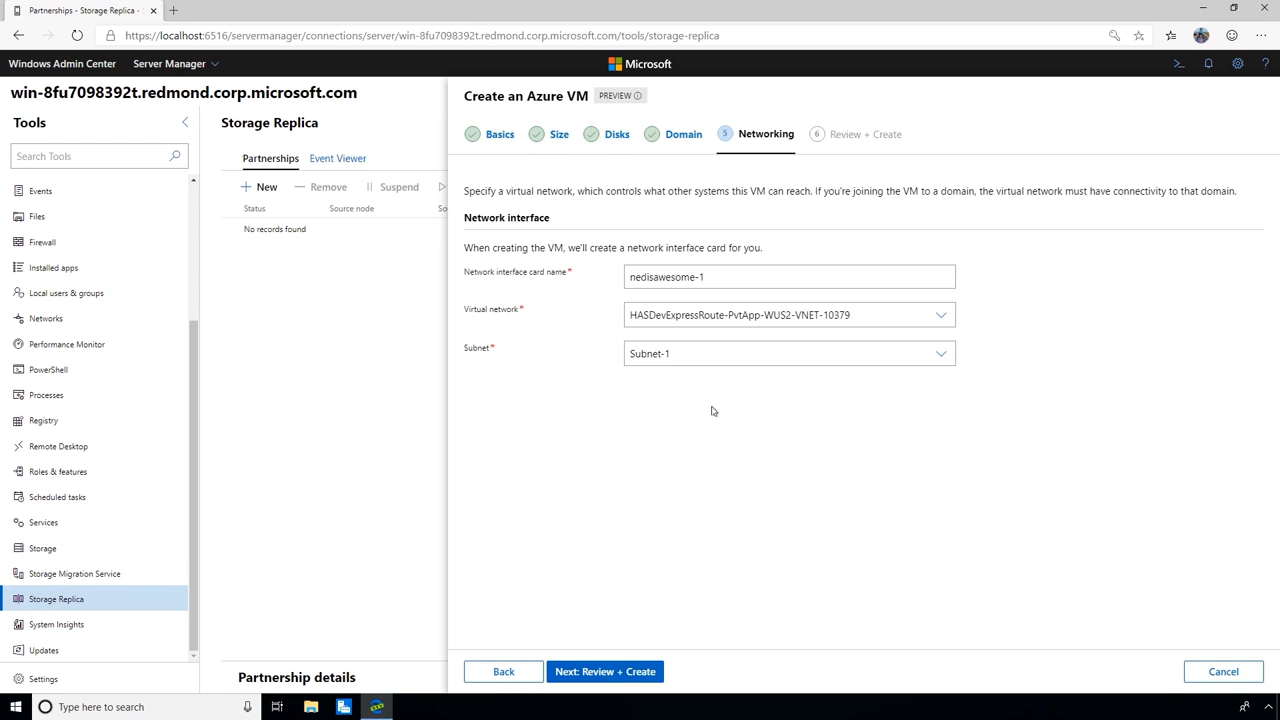 Partnerships - Storage Replica -
https://localhost:6516/servermanager/connections/server/win-8fu7098392t.redmond.corp.microsoft.com/tools/storage-replica
Windows Admin Center
Server Manager
Microsoft
win-8fu7098392t.redmond.corp.microsoft.com
Tools
Search Tools
Events
Files
Firewall
Installed apps
Local users & groups
Networks
Performance Monitor
PowerShell
Processes
Registry
Remote Desktop
Roles & features
Scheduled tasks
Services
Storage
Storage Migration Service
Storage Replica
System Insights
Updates
Settings
Storage Replica
Partnerships Event Viewer
New Remove Suspend
Status Source node So
No records found
Partnership details
Create an Azure VM PREVIEW
Basics Size Disks Domain 5 Networking 6 Review + Create
Specify a virtual network, which controls what other systems this VM can reach. If you're joining the VM to a domain, the virtual network must have connectivity to that domain.
Network interface
When creating the VM, we'll create a network interface card for you.
Network interface card name* nedisawesome-1
Virtual network* HASDevExpressRoute-PvtApp-WUS2-VNET-10379
Subnet* Subnet-1
Back Next: Review + Create Cancel
Type here to search